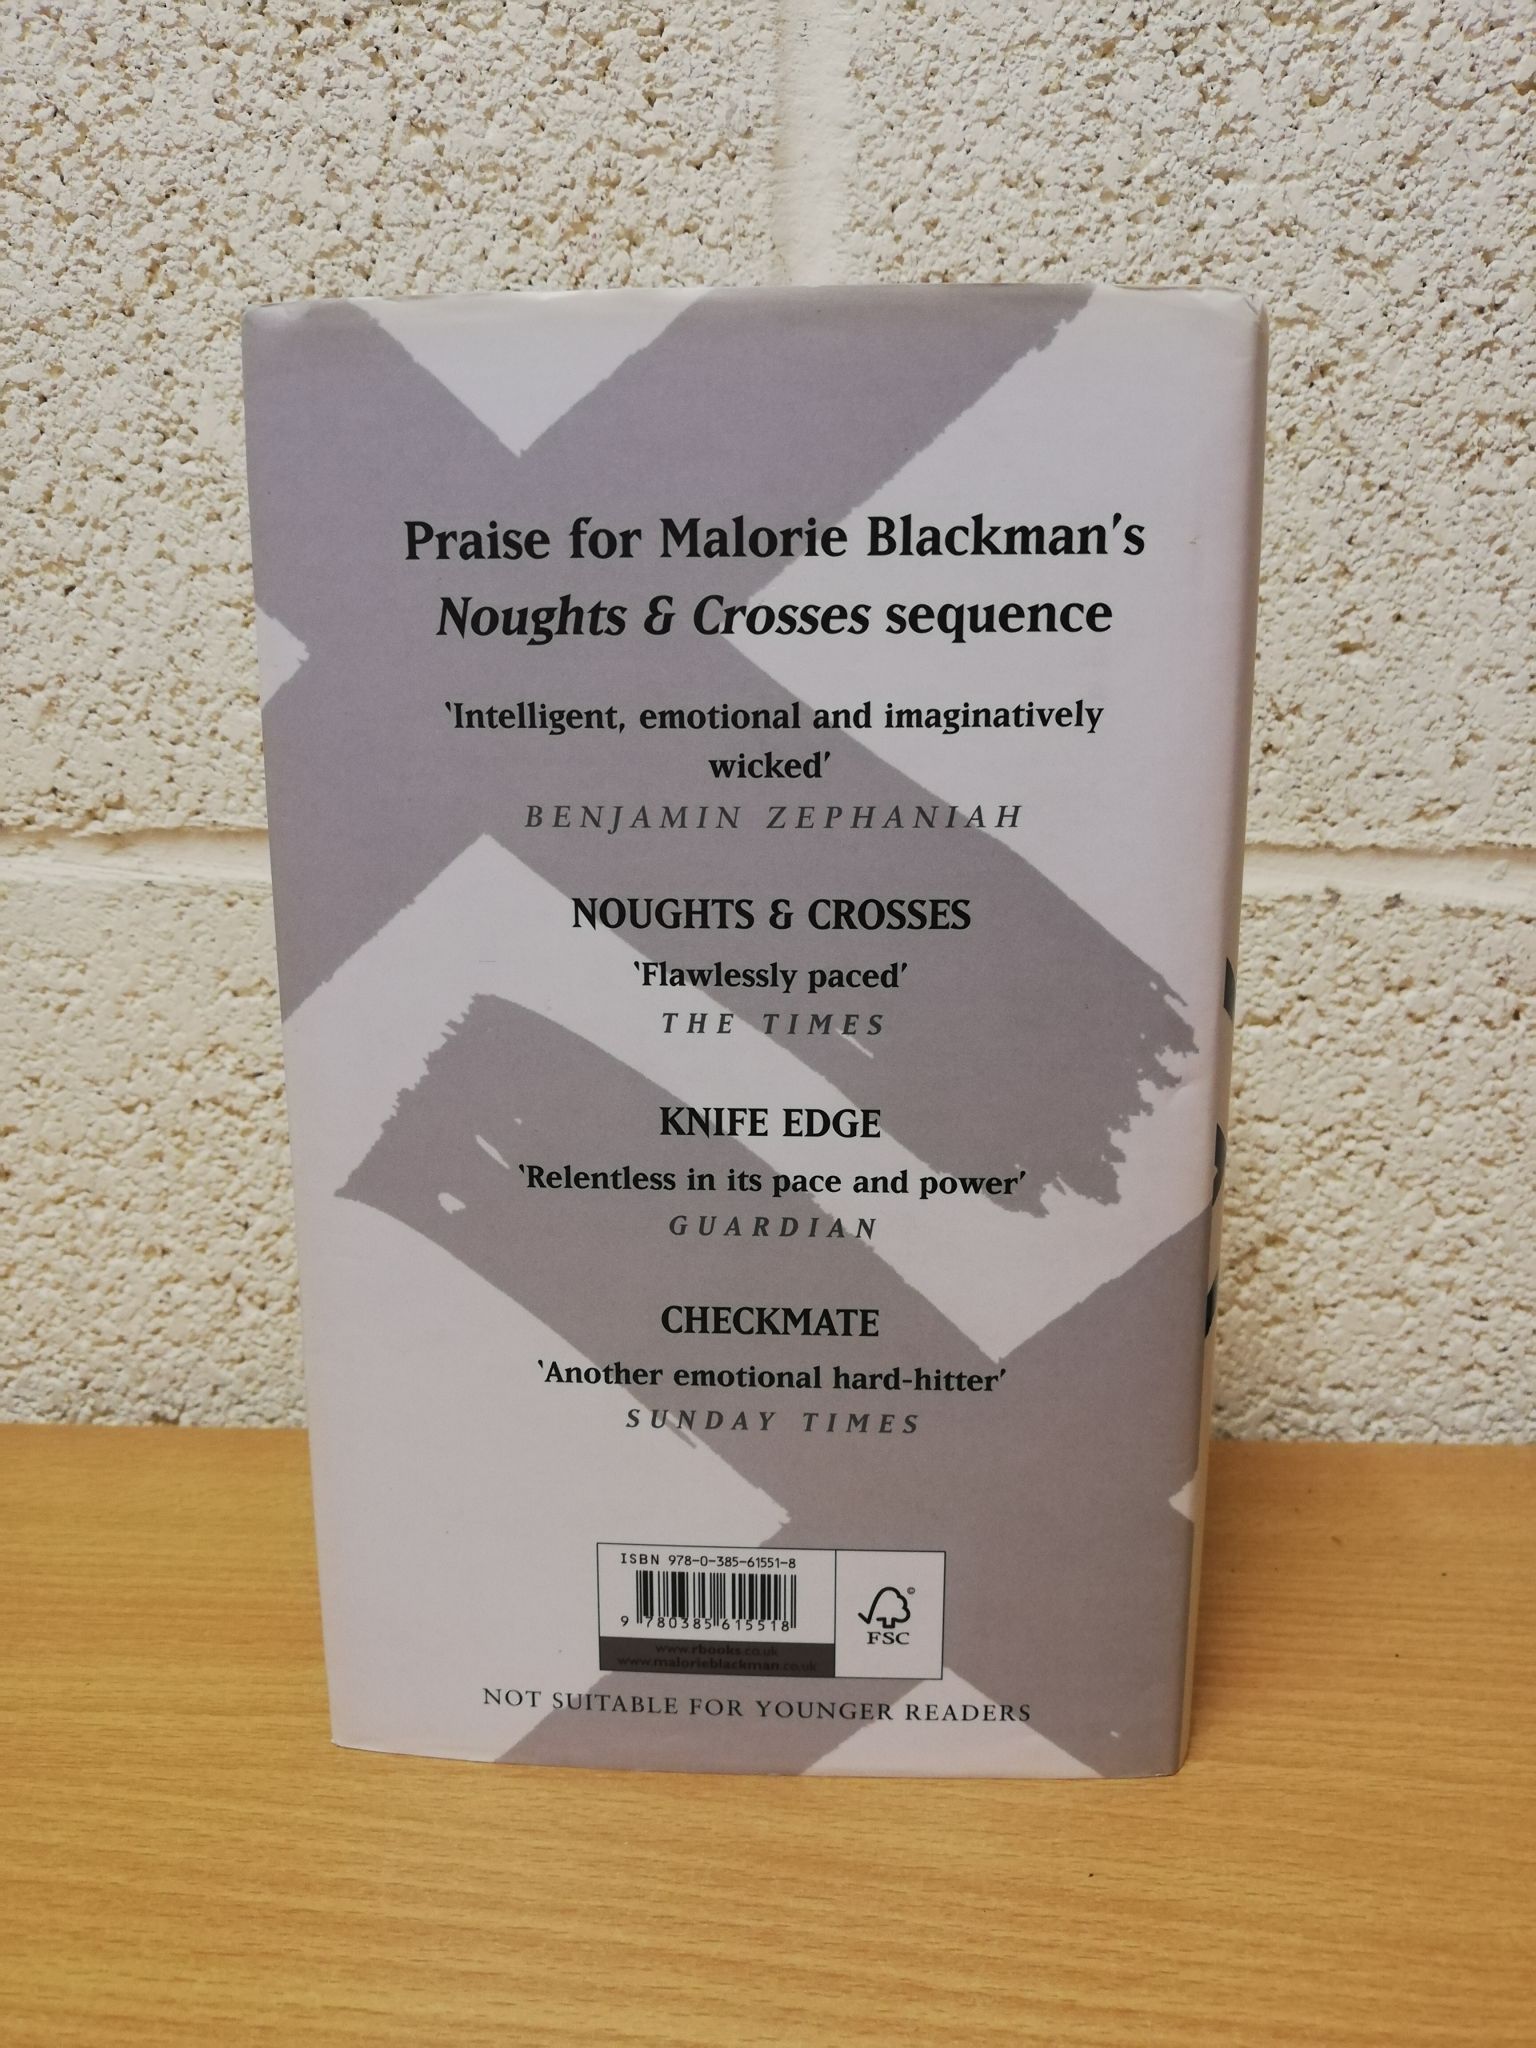 Praise for Malorie Blackman's
Noughts & Crosses sequence
'Intelligent, emotional and imaginatively
wicked'
BENJAMIN ZEPHANIAH
NOUGHTS & CROSSES
'Flawlessly paced'
THE TIMES
KNIFE EDGE
'Relentless in its pace and power'
GUARDIAN
CHECKMATE
'Another emotional hard-hitter'
SUNDAY TIMES
ISBN 978-0-385-61551-8
9 780385 615518
www.rbooks.co.uk
www.malorieblackman.co.uk
©
FSC
NOT SUITABLE FOR YOUNGER READERS